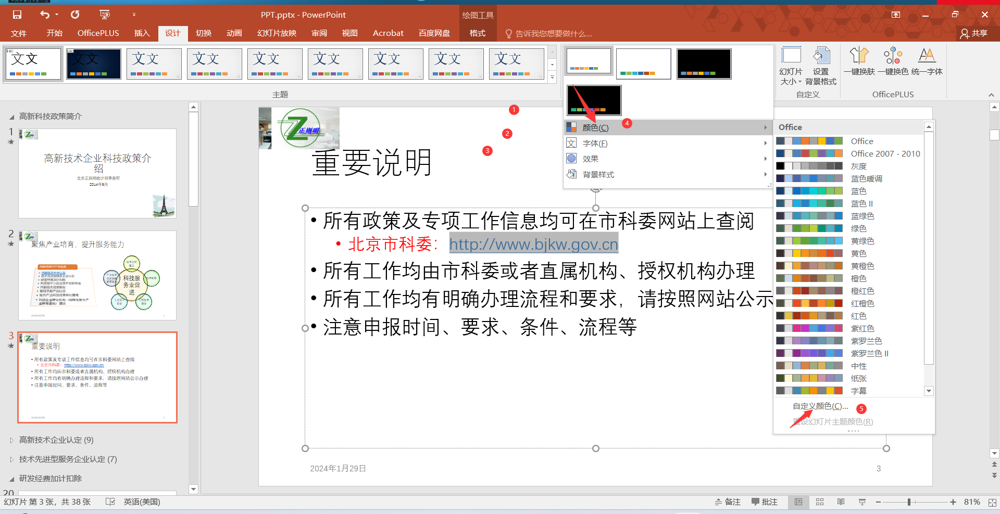 PPT.pptx - PowerPoint
绘图工具
文件
开始
OfficePLUS
插入
设计
切换
动画
幻灯片放映
审阅
视图
Acrobat
百度网盘
格式
告诉我您想要做什么...
共享
文文
文文
文文
文文
文文
文文
文文
文文
文文
主题
幻灯片
大小
设置
背景格式
自定义
一键换肤
一键换色
统一字体
OfficePLUS
高新科技政策简介
1
高新技术企业科技政策介
绍
北京正则明会计师事务所
2014年5月
2
聚焦产业培育，提升服务能力
科技服
务业促
进
3
重要说明
• 所有政策及专项工作信息均可在市科委网站上查阅
• 北京市科委：http://www.bjkw.gov.cn
• 所有工作均由市科委或者直属机构、授权机构办理
• 所有工作均有明确办理流程和要求，请按照网站公示办理
• 注意申报时间、要求、条件、流程等
高新技术企业认定 (9)
技术先进型服务企业认定 (7)
研发经费加计扣除
20
Z
正则明
1
2
3
重要说明
• 所有政策及专项工作信息均可在市科委网站上查阅
• 北京市科委：http://www.bjkw.gov.cn
• 所有工作均由市科委或者直属机构、授权机构办理
• 所有工作均有明确办理流程和要求，请按照网站公示
• 注意申报时间、要求、条件、流程等
2024年1月29日
3
颜色(C)
4
字体(F)
效果
背景样式
Office
Office
Office 2007 - 2010
灰度
蓝色暖调
蓝色
蓝色 II
蓝绿色
绿色
黄绿色
黄色
黄橙色
橙色
橙红色
红橙色
红色
紫红色
紫罗兰色
紫罗兰色 II
中性
纸张
字幕
自定义颜色(C)...
5
重设幻灯片主题颜色(R)
幻灯片 第 3 张，共 38 张
英语(美国)
备注
批注
81%